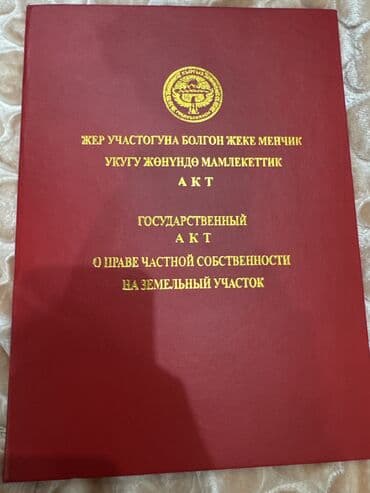 ЖЕР УЧАСТОГУНА БОЛГОН ЖЕКЕ МЕНЧИК
УКУГУ ЖӨНҮНДӨ МАМЛЕКЕТТИК
АКТ
ГОСУДАРСТВЕННЫЙ
АКТ
О ПРАВЕ ЧАСТНОЙ СОБСТВЕННОСТИ
НА ЗЕМЕЛЬНЫЙ УЧАСТОК